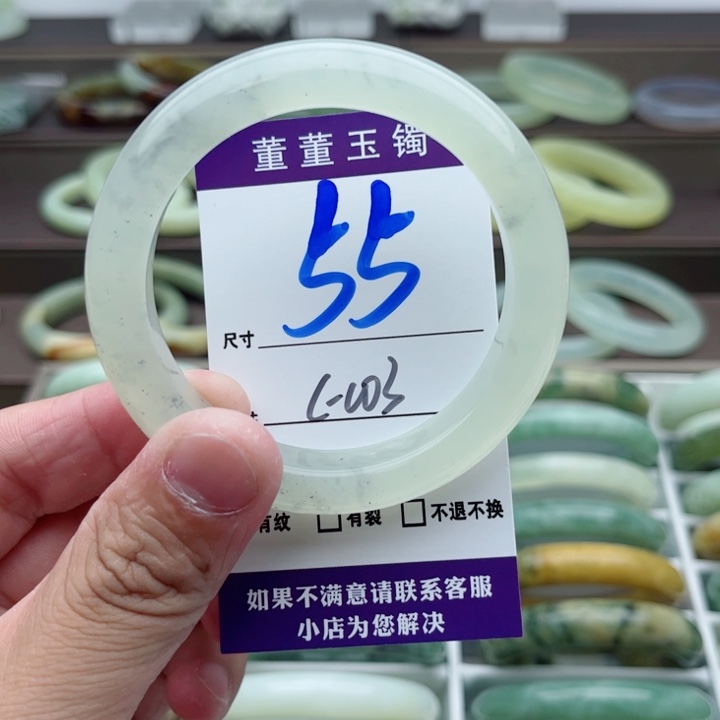 董董玉镯
55
尺寸
C-003
有纹 有裂 不退不换
如果不满意请联系客服
小店为您解决